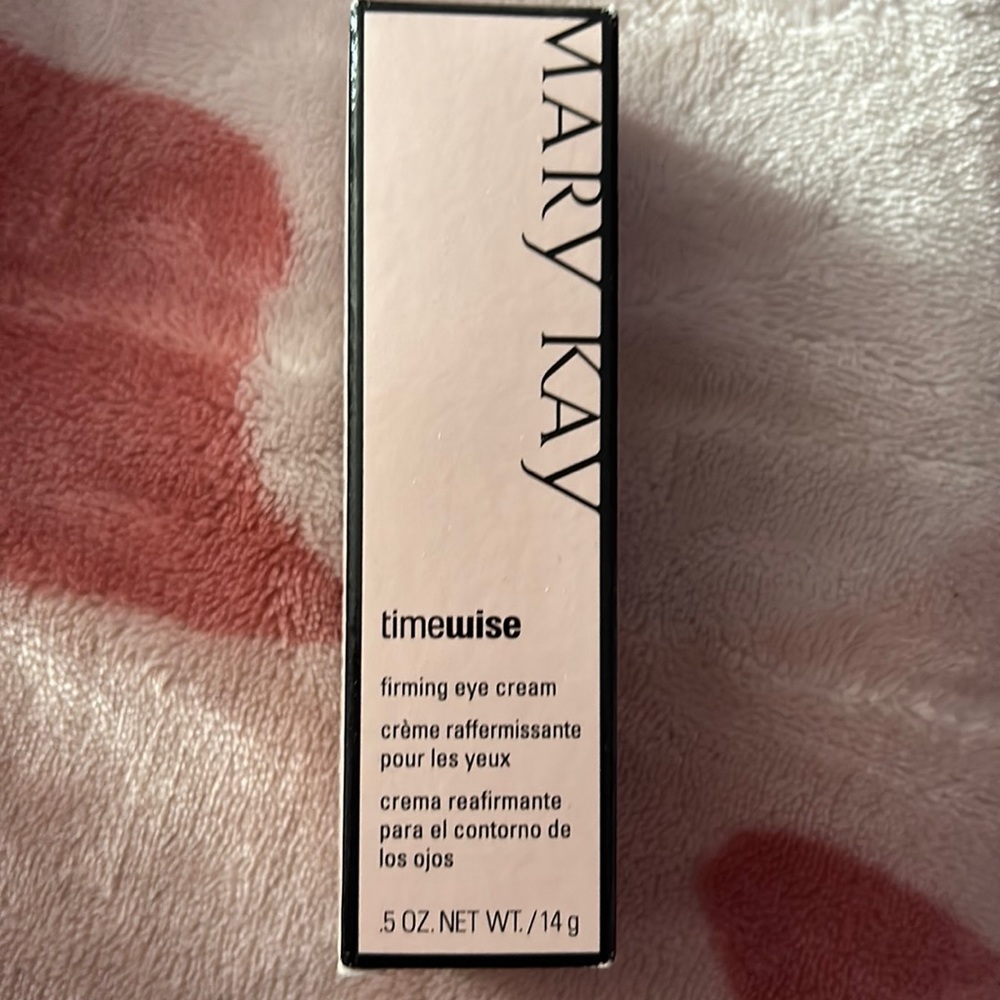 MARY KAY
timewise
firming eye cream
crème raffermissante
pour les yeux
crema reafirmante
para el contorno de
los ojos
.5 OZ. NET WT. / 14 g